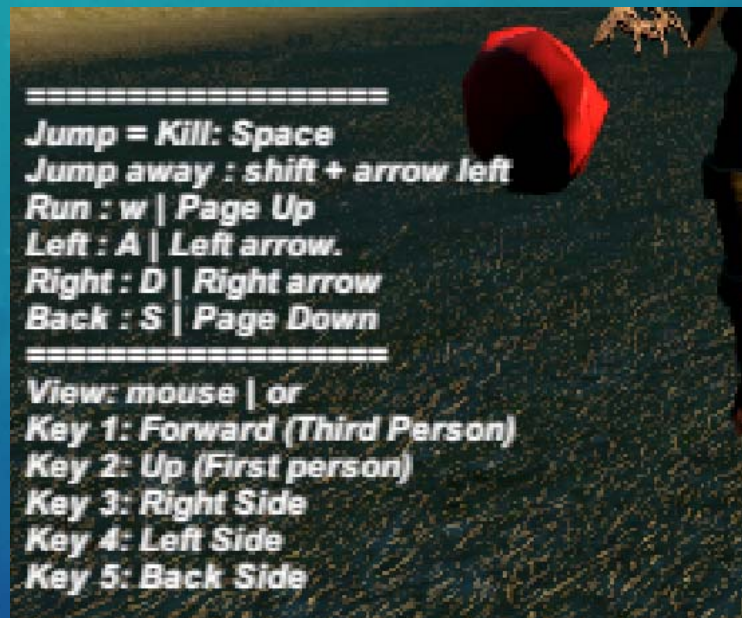 ==================
Jump = Kill: Space
Jump away : shift + arrow left
Run : w | Page Up
Left : A | Left arrow.
Right : D | Right arrow
Back : S | Page Down
==================
View: mouse | or
Key 1: Forward (Third Person)
Key 2: Up (First person)
Key 3: Right Side
Key 4: Left Side
Key 5: Back Side